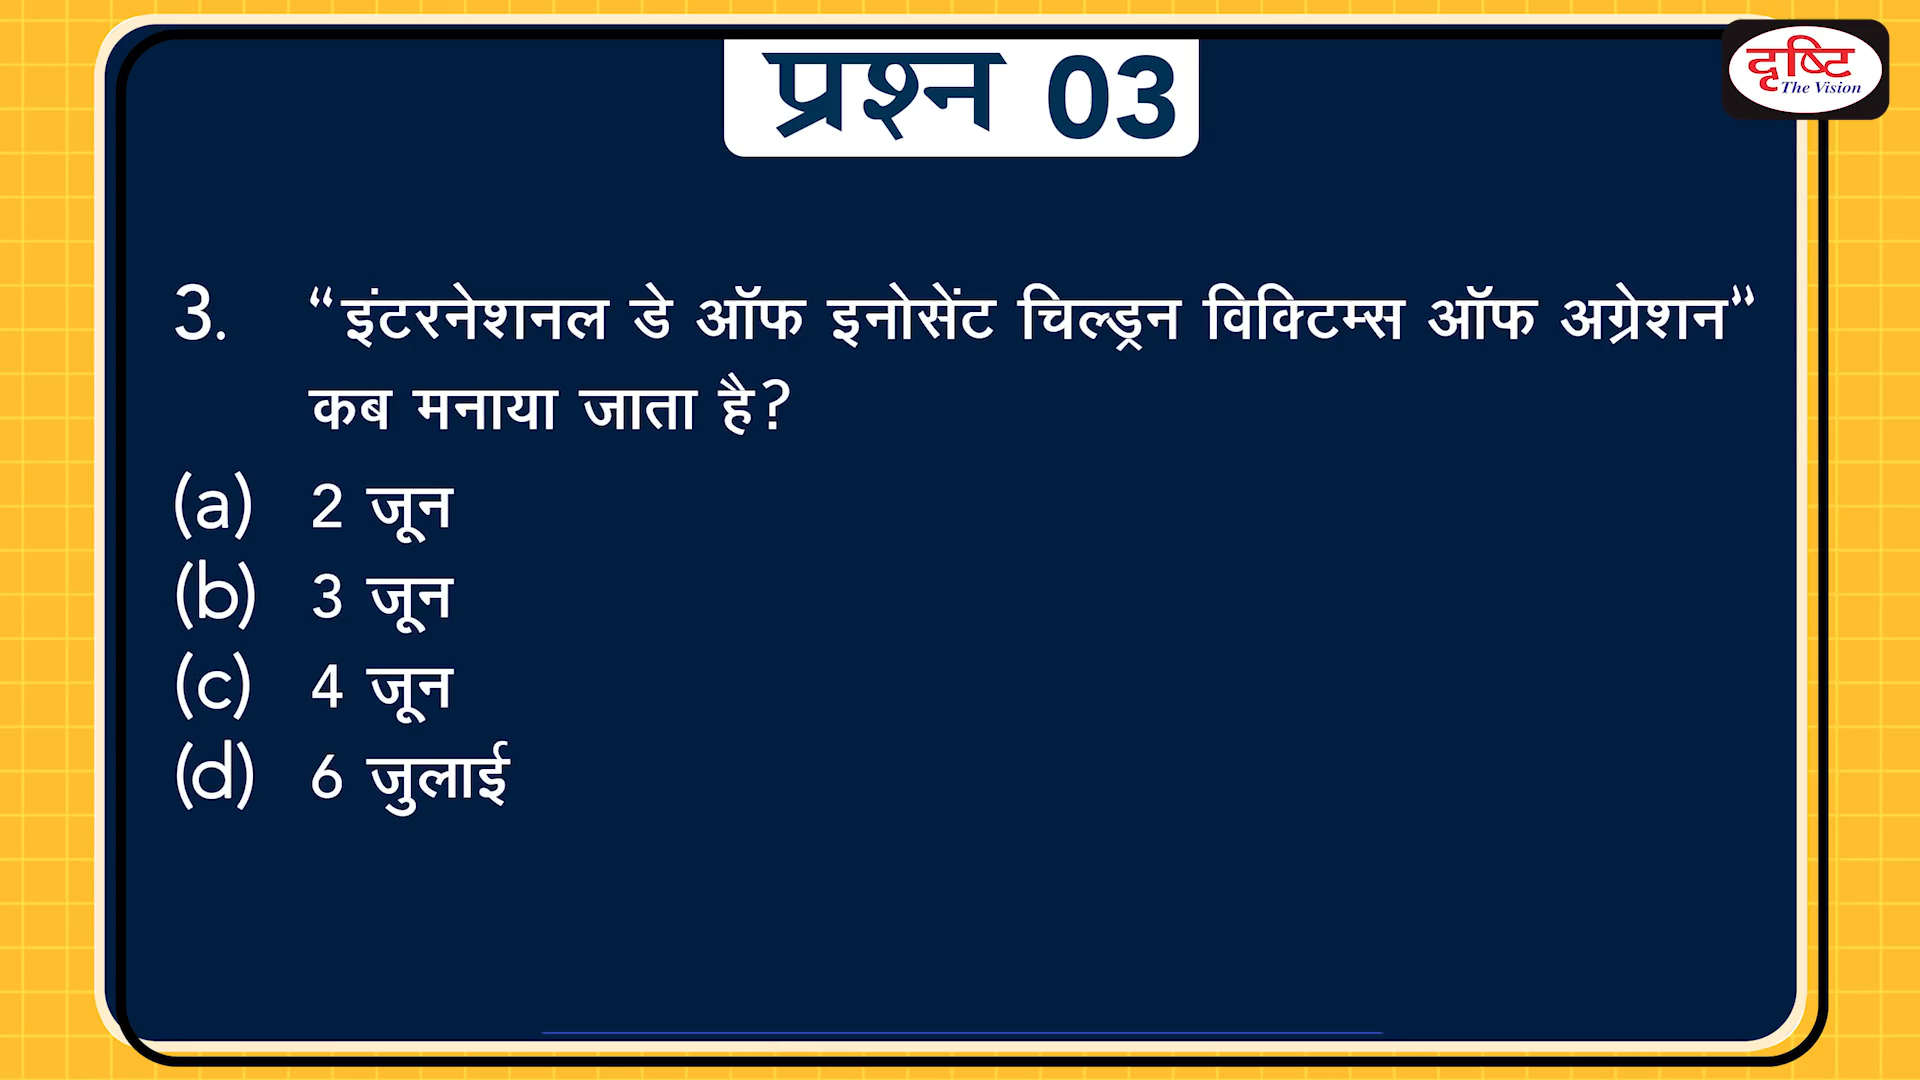 प्रश्न 03
दृष्टि
The Vision
3. “इंटरनेशनल डे ऑफ इनोसेंट चिल्ड्रन विक्टिम्स ऑफ अग्रेशन”
कब मनाया जाता है?
(a) 2 जून
(b) 3 जून
(c) 4 जून
(d) 6 जुलाई